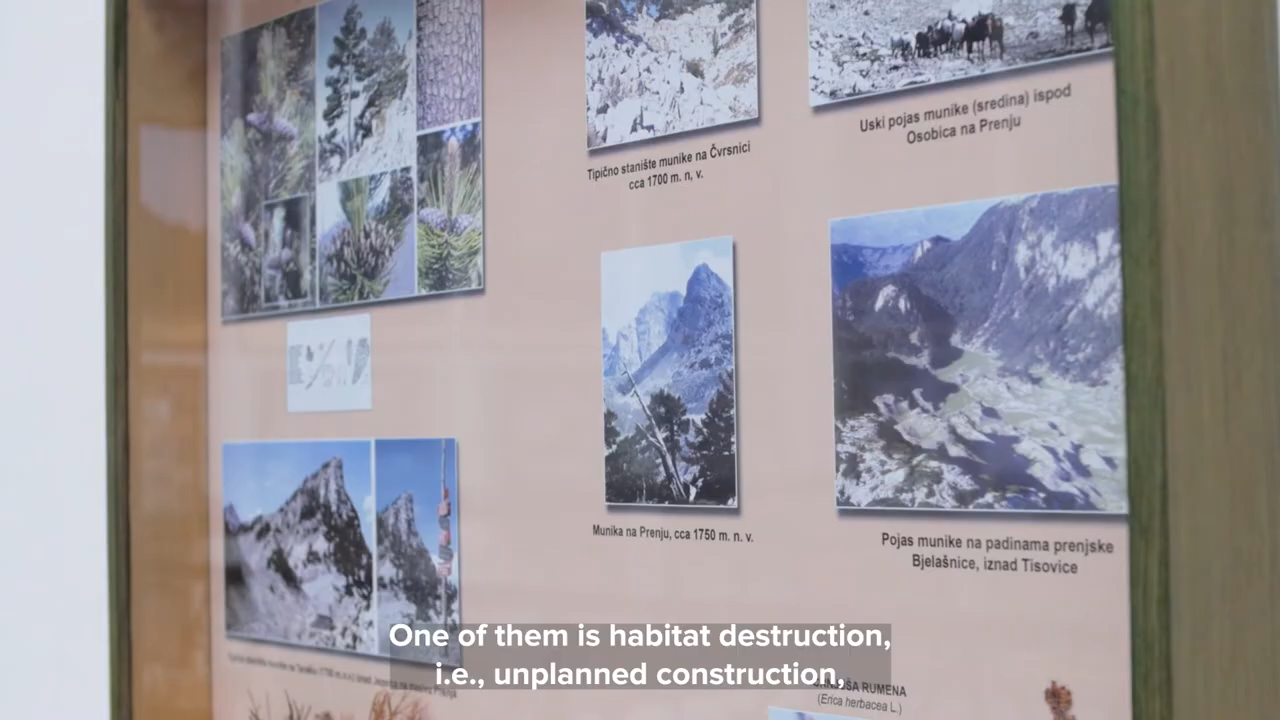 Uski pojas munike (sredina) ispod
Osobica na Prenju
Tipično stanište munike na Čvrsnici
cca 1700 m. n, v.
Munika na Prenju, cca 1750 m. n. v.
Pojas munike na padinama prenjske
Bjelašnice, iznad Tisovice
One of them is habitat destruction,
i.e., unplanned construction,
RUMENA
(Erica herbacea L.)